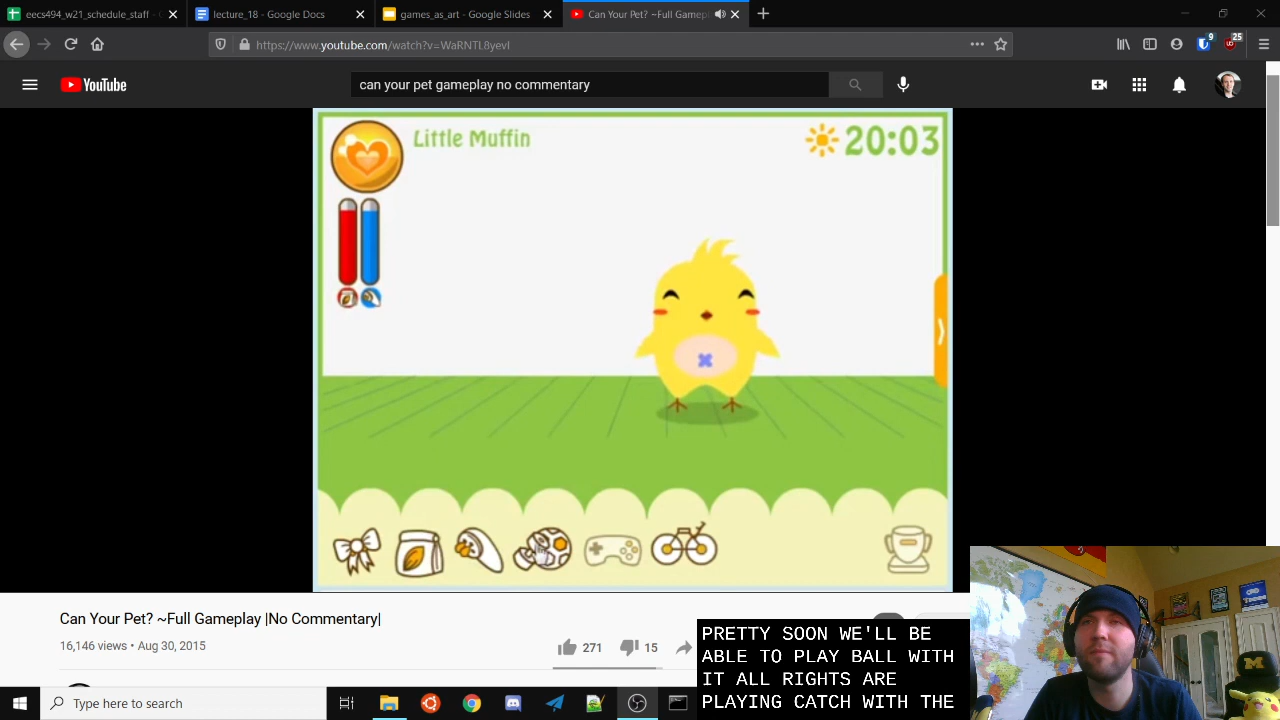 eecs494_w21_schedule_staff - G
lecture_18 - Google Docs
games_as_art - Google Slides
Can Your Pet? ~Full Gamepl
https://www.youtube.com/watch?v=WaRNTL8yevI
9
25
YouTube
can your pet gameplay no commentary
Little Muffin
20:03
Can Your Pet? ~Full Gameplay |No Commentary|
16,146 views • Aug 30, 2015
271
15
PRETTY SOON WE'LL BE
ABLE TO PLAY BALL WITH
IT ALL RIGHTS ARE
PLAYING CATCH WITH THE
M
Type here to search